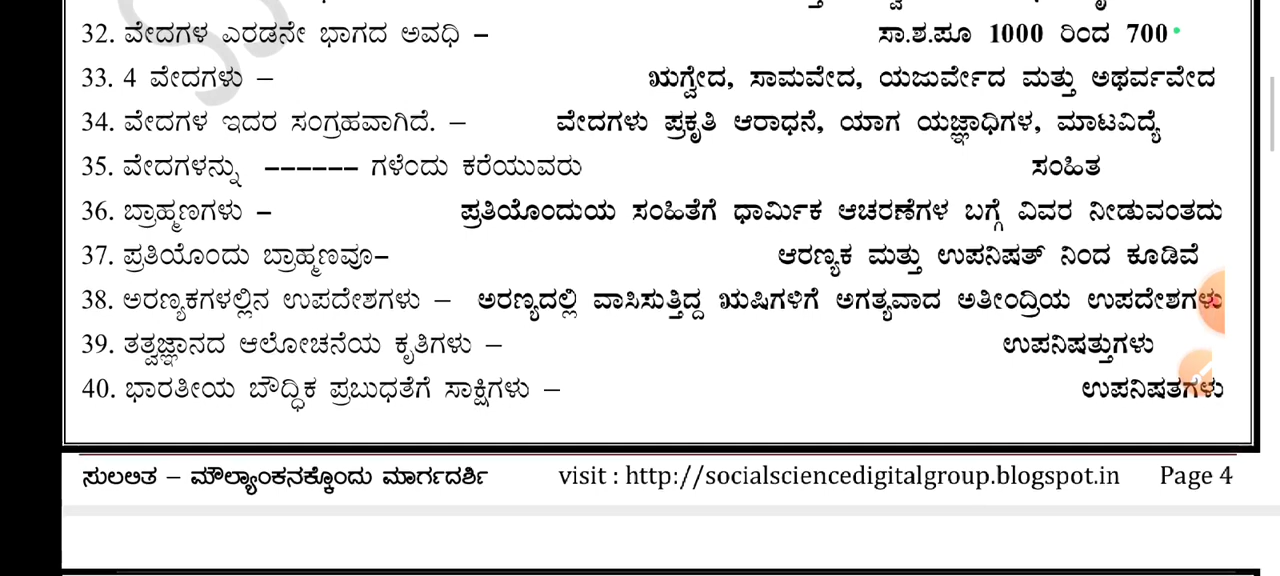 32. ವೇದಗಳ ಎರಡನೇ ಭಾಗದ ಅವಧಿ – ಸಾ.ಶ.ಪೂ 1000 ರಿಂದ 700
33. 4 ವೇದಗಳು – ಋಗ್ವೇದ, ಸಾಮವೇದ, ಯಜುರ್ವೇದ ಮತ್ತು ಅಥರ್ವವೇದ
34. ವೇದಗಳ ಇದರ ಸಂಗ್ರಹವಾಗಿದೆ. – ವೇದಗಳು ಪ್ರಕೃತಿ ಆರಾಧನೆ, ಯಾಗ ಯಜ್ಞಾಧಿಗಳ, ಮಾಟವಿದ್ಯೆ
35. ವೇದಗಳನ್ನು ------ ಗಳೆಂದು ಕರೆಯುವರು ಸಂಹಿತ
36. ಬ್ರಾಹ್ಮಣಗಳು – ಪ್ರತಿಯೊಂದುಯ ಸಂಹಿತೆಗೆ ಧಾರ್ಮಿಕ ಆಚರಣೆಗಳ ಬಗ್ಗೆ ವಿವರ ನೀಡುವಂತದು
37. ಪ್ರತಿಯೊಂದು ಬ್ರಾಹ್ಮಣವೂ– ಆರಣ್ಯಕ ಮತ್ತು ಉಪನಿಷತ್ ನಿಂದ ಕೂಡಿವೆ
38. ಅರಣ್ಯಕಗಳಲ್ಲಿನ ಉಪದೇಶಗಳು – ಅರಣ್ಯದಲ್ಲಿ ವಾಸಿಸುತ್ತಿದ್ದ ಋಷಿಗಳಿಗೆ ಅಗತ್ಯವಾದ ಅತೀಂದ್ರಿಯ ಉಪದೇಶಗಳು
39. ತತ್ವಜ್ಞಾನದ ಆಲೋಚನೆಯ ಕೃತಿಗಳು – ಉಪನಿಷತ್ತುಗಳು
40. ಭಾರತೀಯ ಬೌದ್ಧಿಕ ಪ್ರಬುಧತೆಗೆ ಸಾಕ್ಷಿಗಳು – ಉಪನಿಷತಗಳು
ಸುಲಲಿತ – ಮೌಲ್ಯಾಂಕನಕ್ಕೊಂದು ಮಾರ್ಗದರ್ಶಿ visit : http://socialsciencedigitalgroup.blogspot.in Page 4